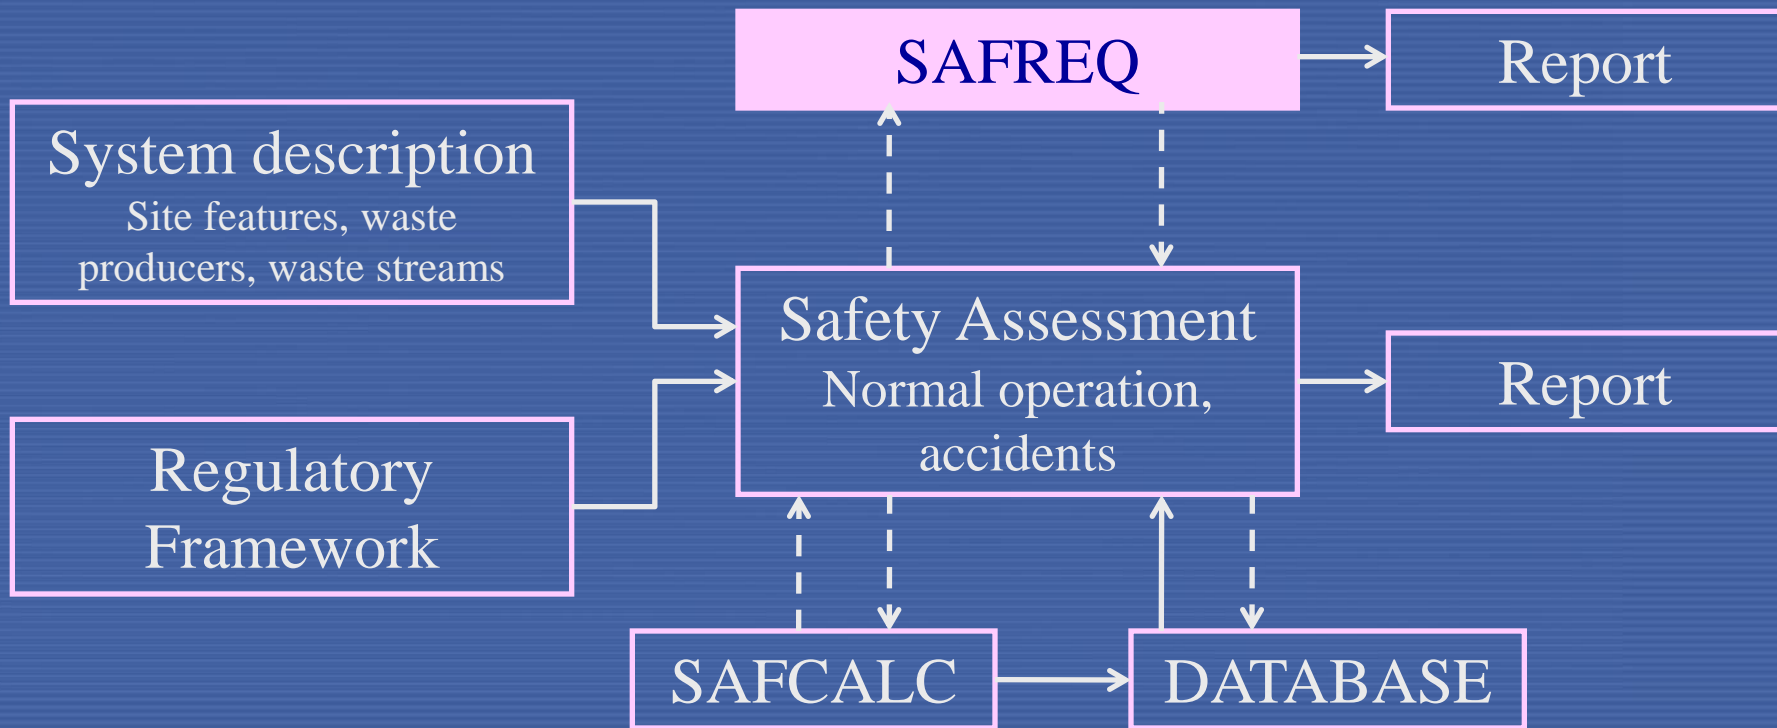 SAFREQ
Report
System description
Site features, waste
producers, waste streams
Safety Assessment
Normal operation,
accidents
Report
Regulatory
Framework
SAFCALC
DATABASE